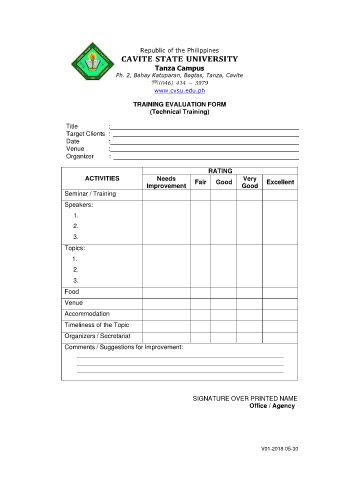 Republic of the Philippines
CAVITE STATE UNIVERSITY
Tanza Campus
Ph. 2, Bahay Katuparan, Bagtas, Tanza, Cavite
(046) 414 – 3979
www.cvsu.edu.ph
TRAINING EVALUATION FORM
(Technical Training)
Title :
Target Clients :
Date :
Venue :
Organizer :
ACTIVITIES
RATING
Needs Improvement Fair Good Very Good Excellent
Seminar / Training
Speakers:
1.
2.
3.
Topics:
1.
2.
3.
Food
Venue
Accommodation
Timeliness of the Topic
Organizers / Secretariat
Comments / Suggestions for Improvement:
SIGNATURE OVER PRINTED NAME
Office / Agency
V01-2018-05-30